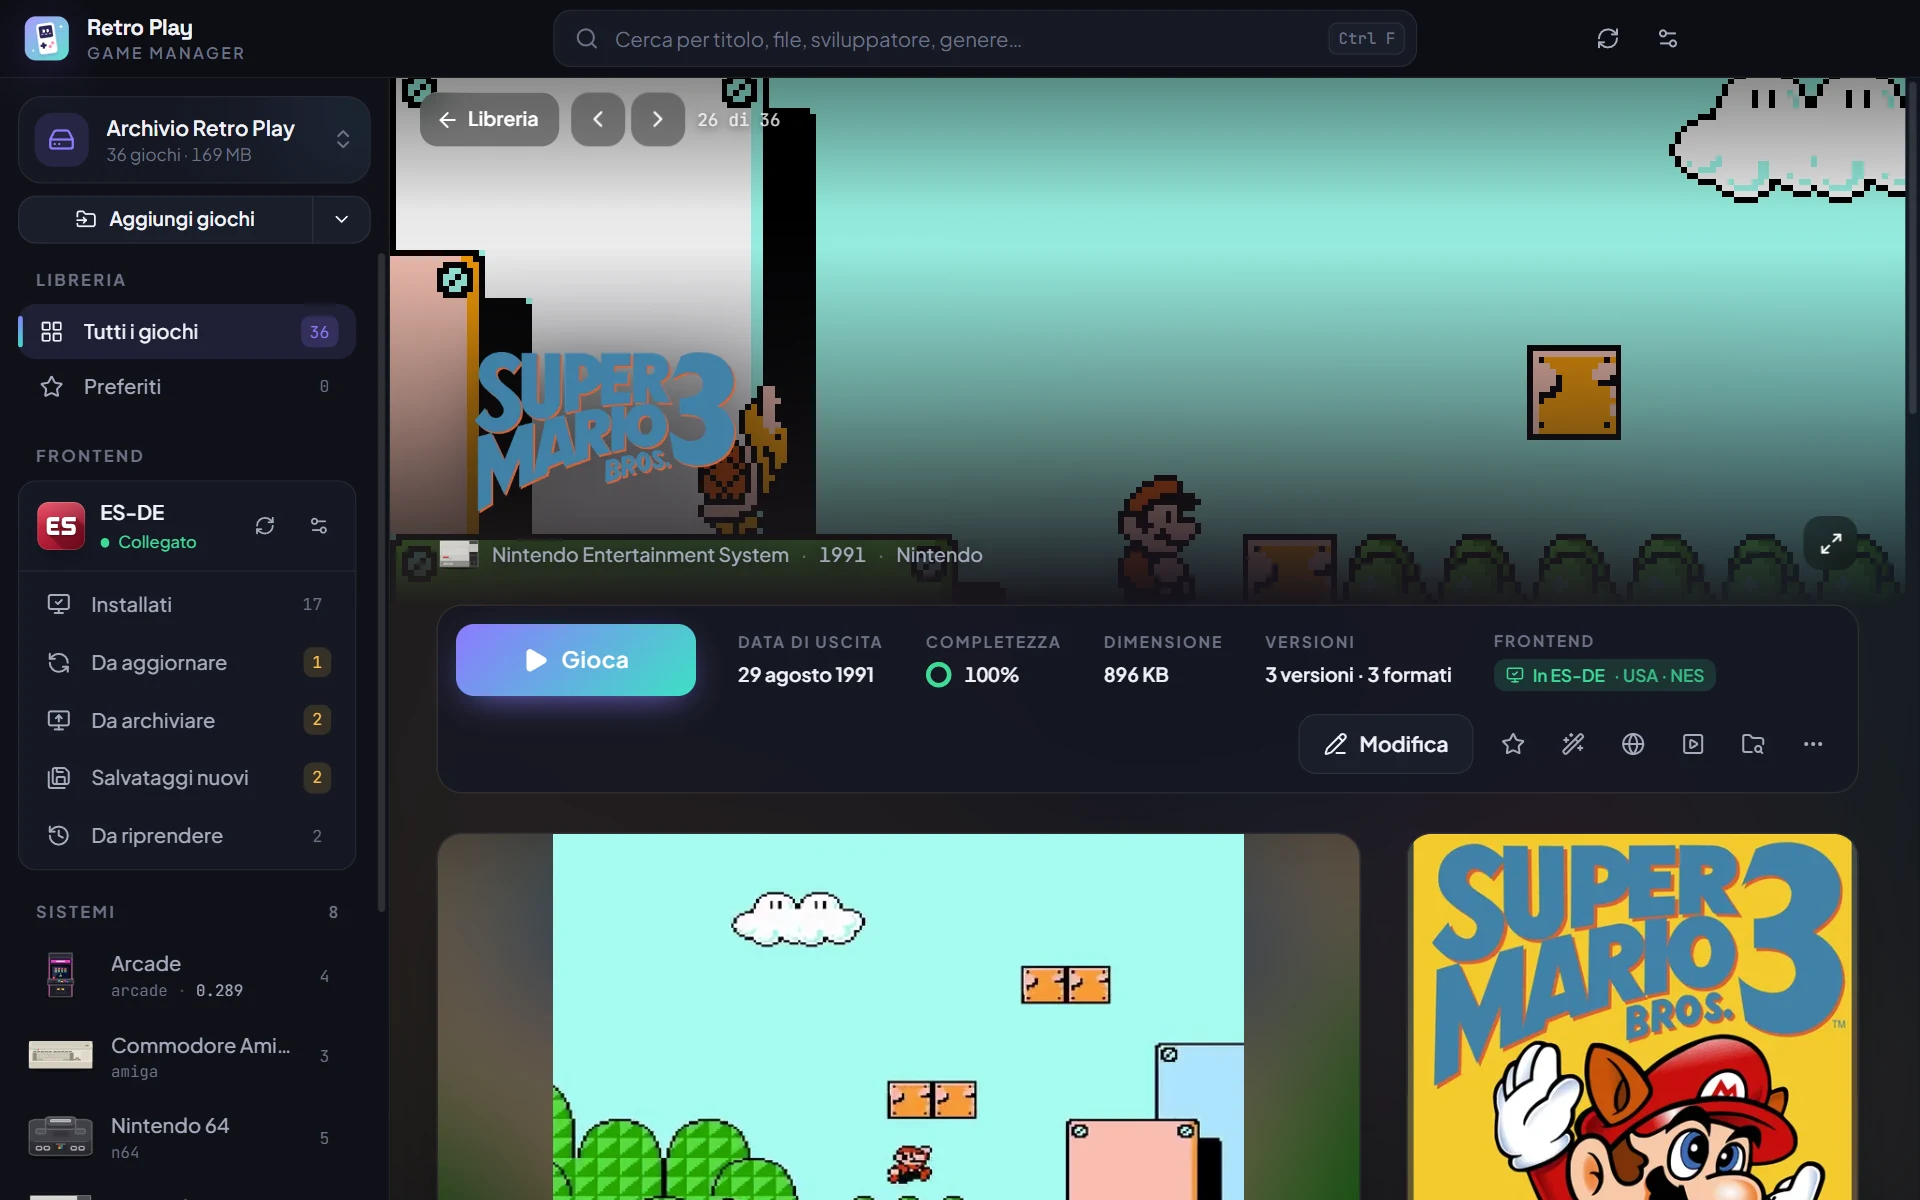 Retro Play
GAME MANAGER
Cerca per titolo, file, sviluppatore, genere...
Ctrl F
Archivio Retro Play
36 giochi · 169 MB
Aggiungi giochi
LIBRERIA
Tutti i giochi 36
Preferiti 0
FRONTEND
ES
ES-DE
Collegato
Installati 17
Da aggiornare 1
Da archiviare 2
Salvataggi nuovi 2
Da riprendere 2
SISTEMI 8
Arcade
arcade · 0.289
4
Commodore Ami...
amiga
3
Nintendo 64
n64
5
Libreria
26 di 36
SUPER
MARIO 3
BROS.
Nintendo Entertainment System · 1991 · Nintendo
Gioca
DATA DI USCITA
29 agosto 1991
COMPLETEZZA
100%
DIMENSIONE
896 KB
VERSIONI
3 versioni · 3 formati
FRONTEND
In ES-DE · USA · NES
Modifica
SUPER
MARIO 3
BROS.
TM
M